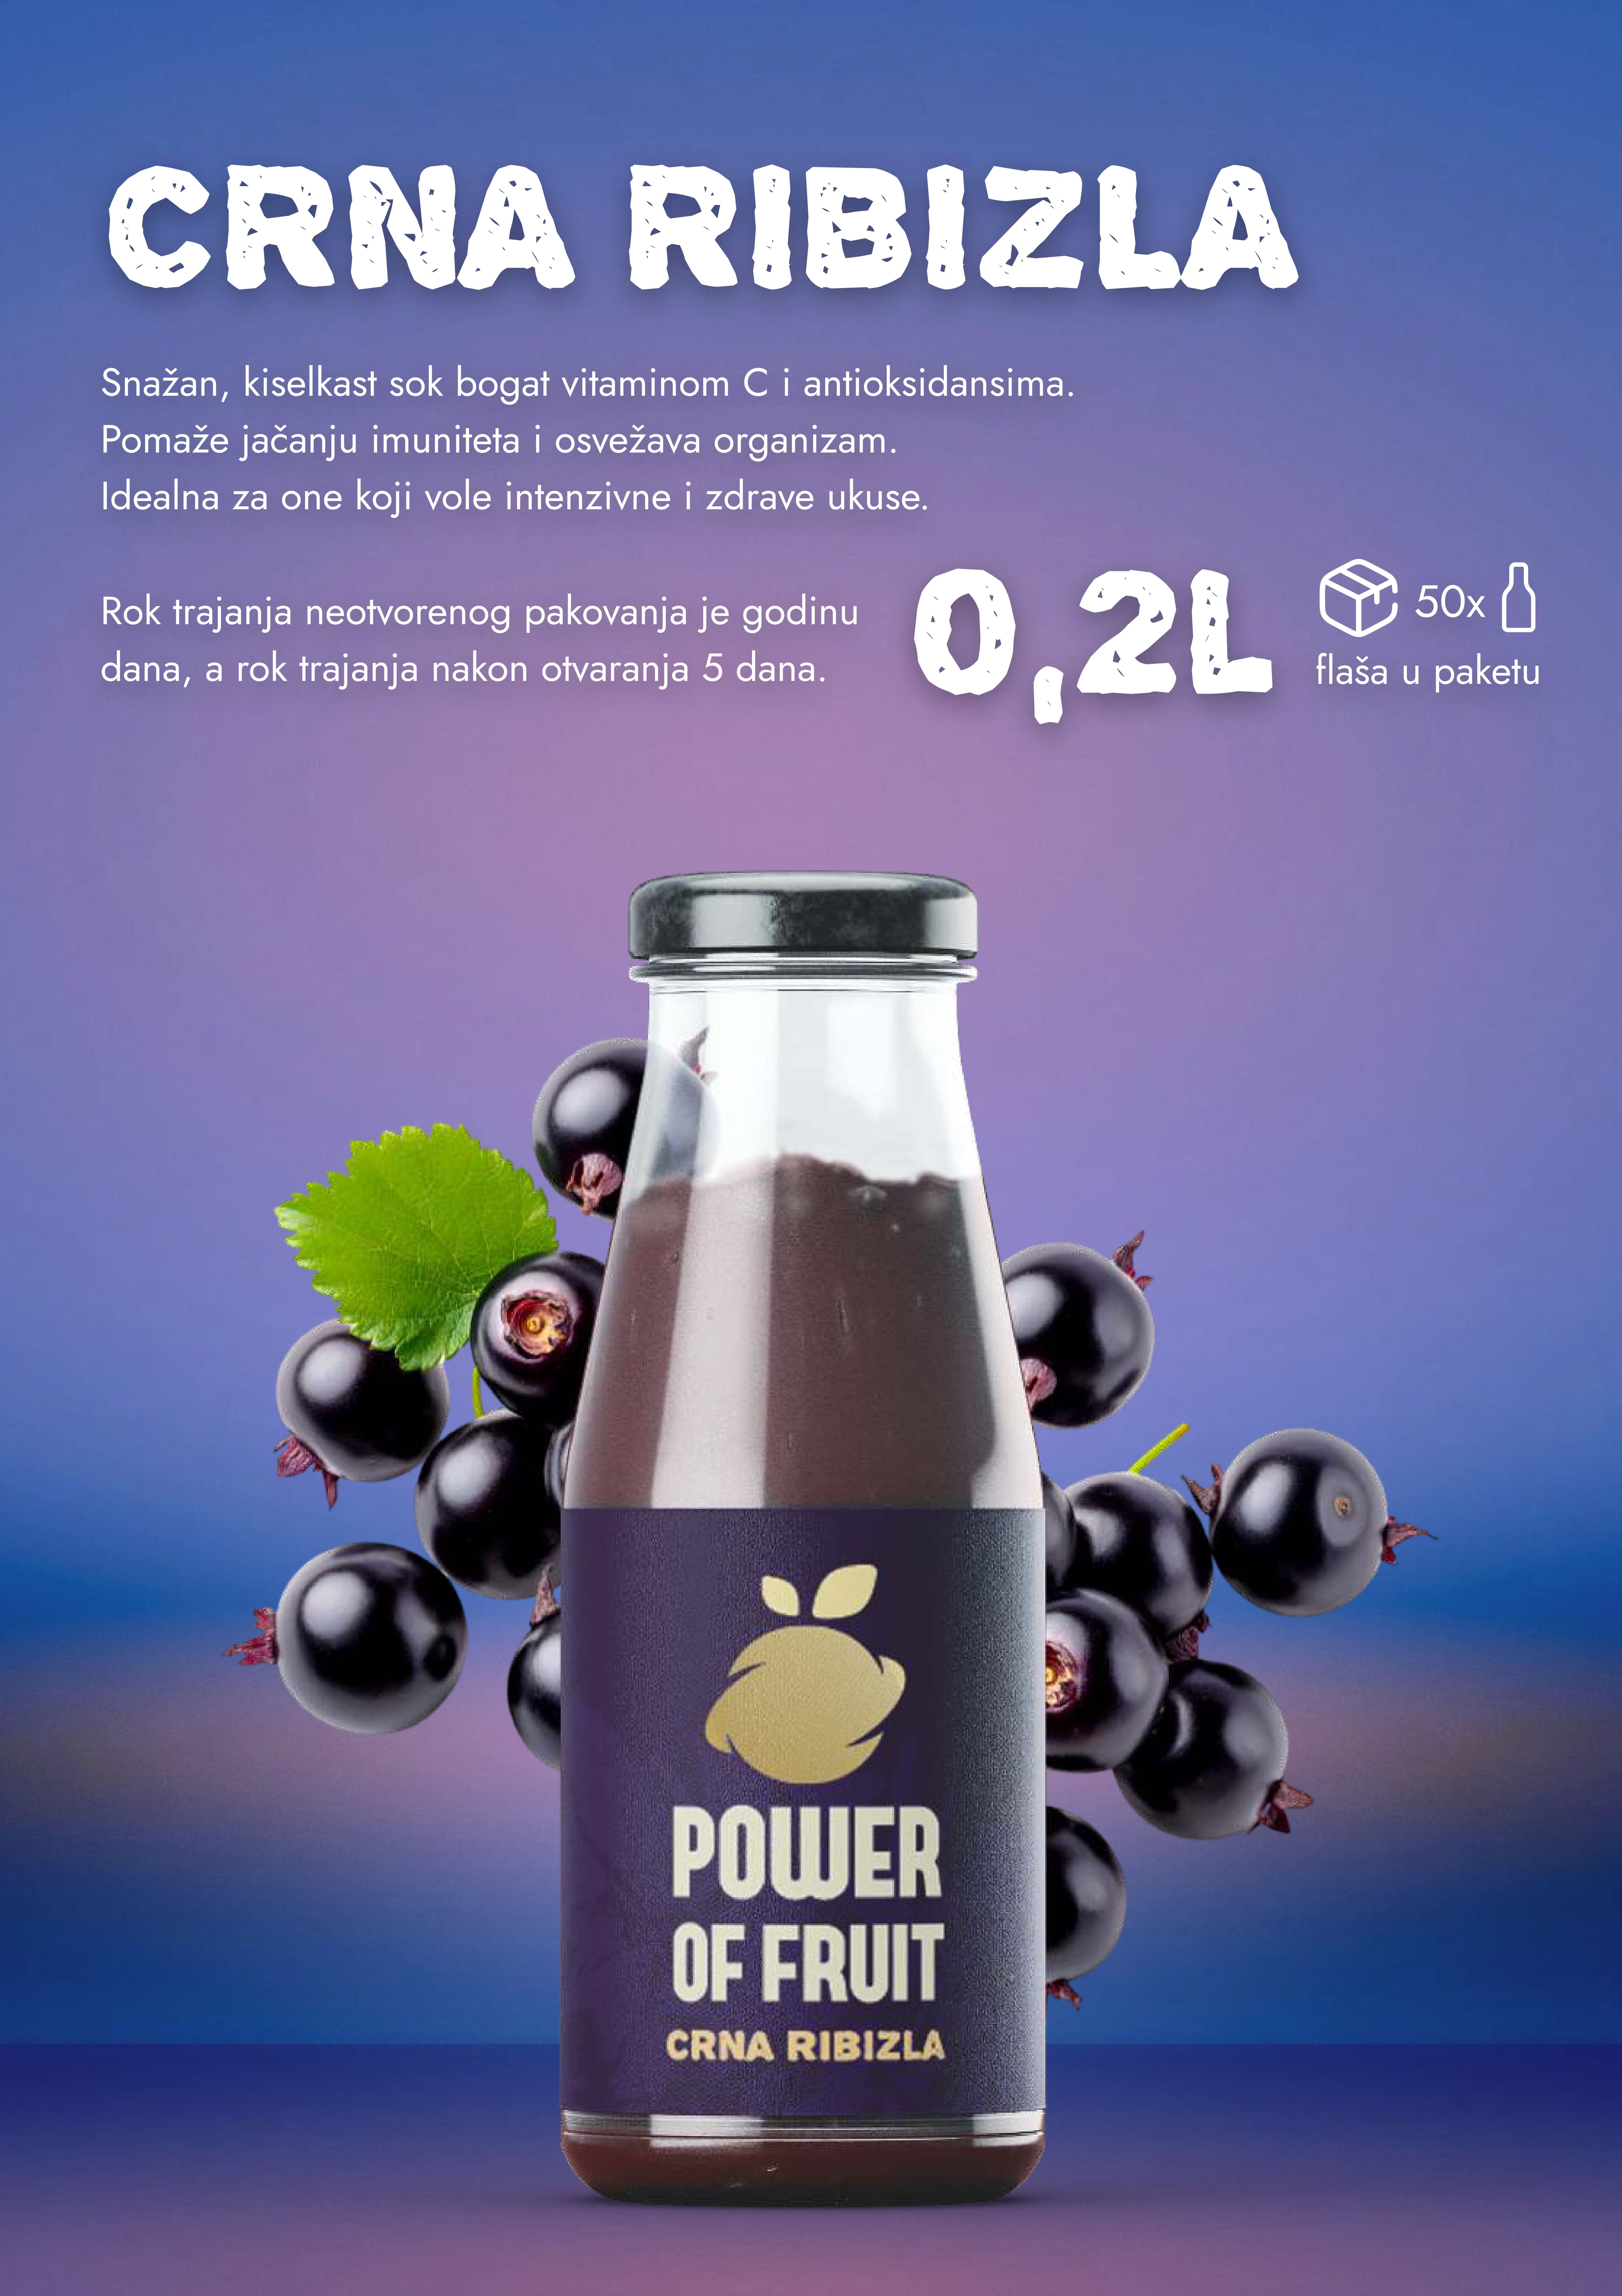 CRNA RIBIZLA
Snažan, kiselkast sok bogat vitaminom C i antioksidansima.
Pomaže jačanju imuniteta i osvežava organizam.
Idealna za one koji vole intenzivne i zdrave ukuse.
Rok trajanja neotvorenog pakovanja je godinu
dana, a rok trajanja nakon otvaranja 5 dana.
0,2L
50x
flaša u paketu
POWER
OF FRUIT
CRNA RIBIZLA